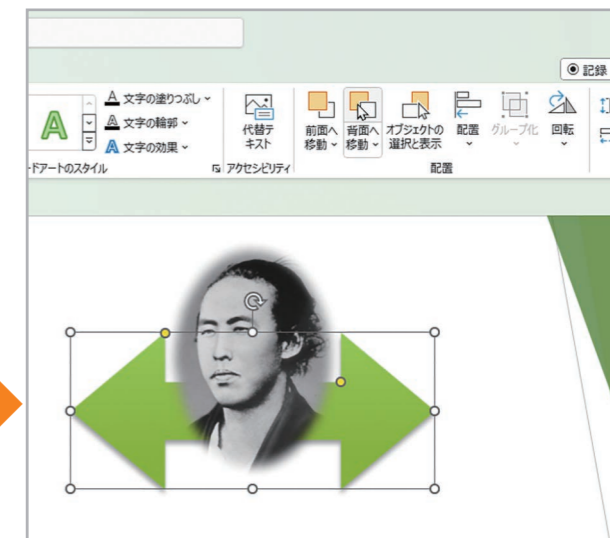 記録
A 文字の塗りつぶし
A 文字の輪郭
A 文字の効果
A
代替テ
キスト
前面へ
移動
背面へ
移動
オブジェクトの
選択と表示
配置
グループ化
回転
ードアートのスタイル
アクセシビリティ
配置